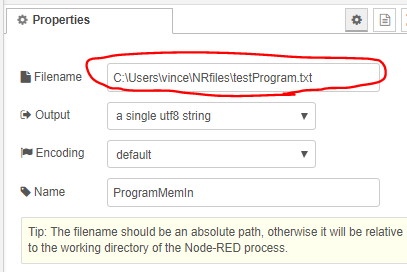 Properties
Filename C:\Users\vince\NRfiles\testProgram.txt
Output a single utf8 string
Encoding default
Name ProgramMemIn
Tip: The filename should be an absolute path, otherwise it will be relative
to the working directory of the Node-RED process.